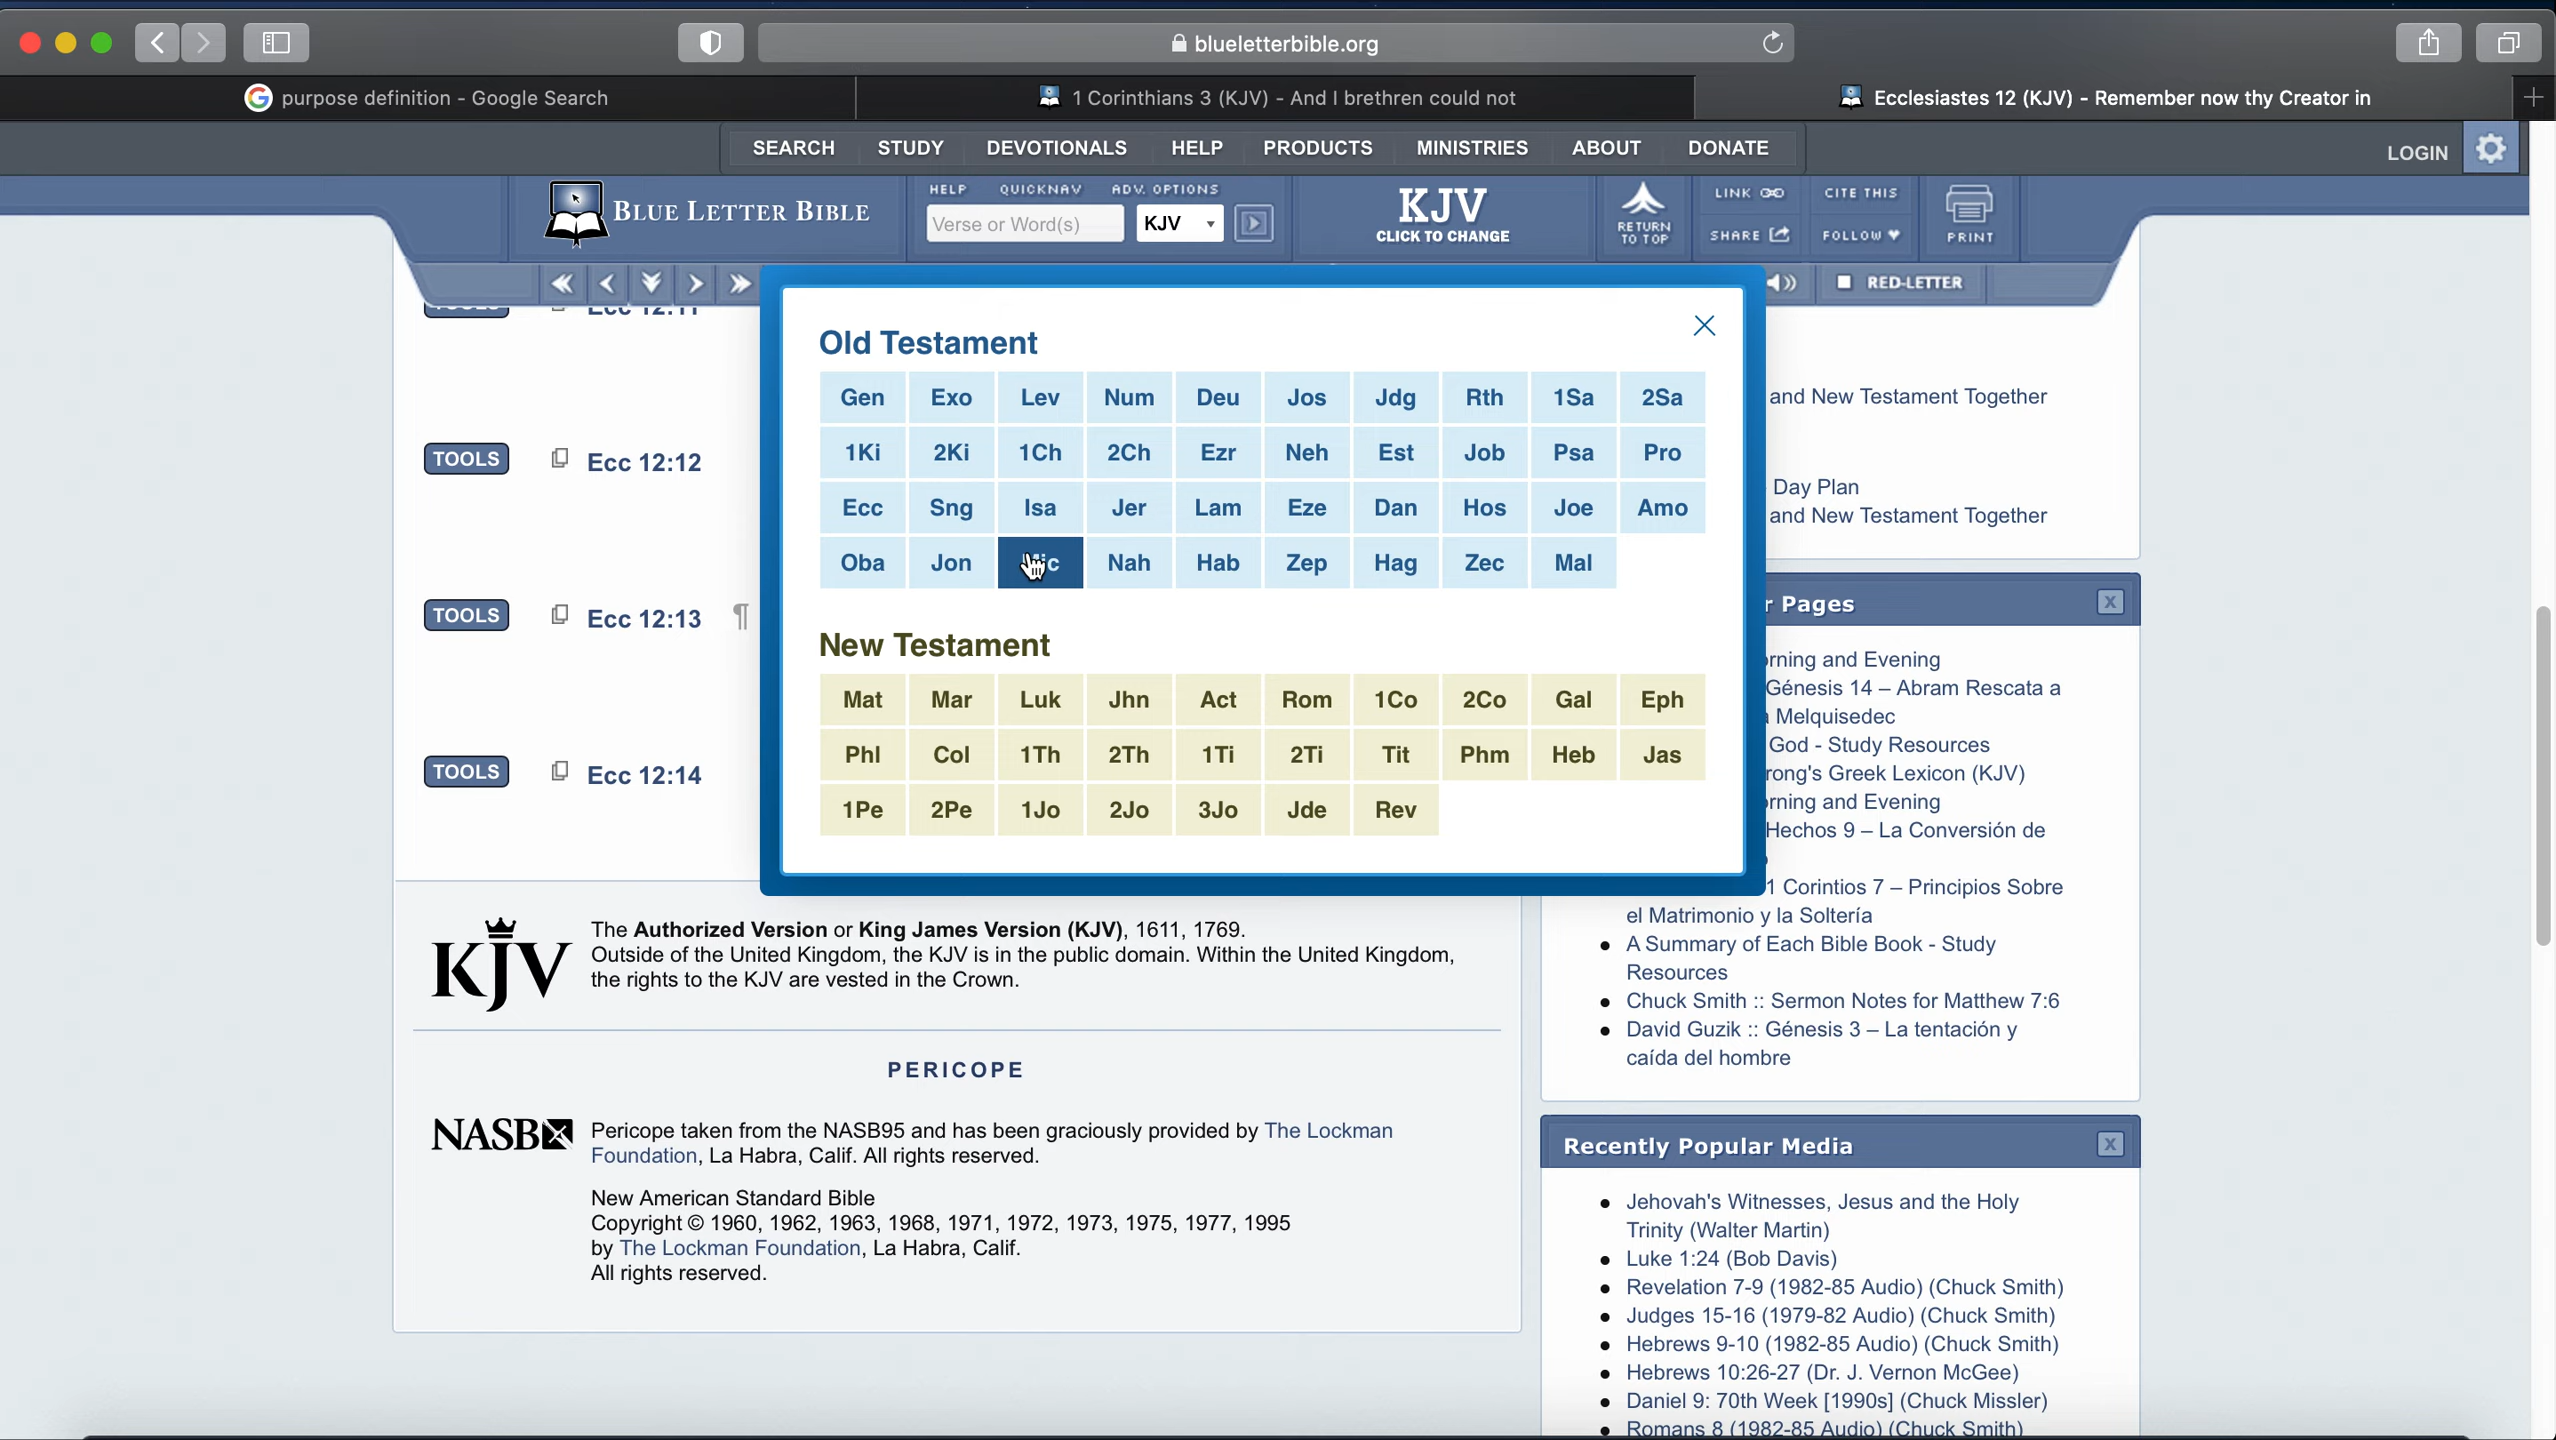 blueletterbible.org
purpose definition - Google Search
1 Corinthians 3 (KJV) - And I brethren could not
Ecclesiastes 12 (KJV) - Remember now thy Creator in
SEARCH STUDY DEVOTIONALS HELP PRODUCTS MINISTRIES ABOUT DONATE
LOGIN
BLUE LETTER BIBLE
HELP QUICKNAV ADV. OPTIONS
Verse or Word(s) KJV
KJV
CLICK TO CHANGE
RETURN
TO TOP
LINK CITE THIS
SHARE FOLLOW
PRINT
RED-LETTER
Ecc 12:11
TOOLS Ecc 12:12
TOOLS Ecc 12:13 ¶
TOOLS Ecc 12:14
Old Testament
Gen Exo Lev Num Deu Jos Jdg Rth 1Sa 2Sa
1Ki 2Ki 1Ch 2Ch Ezr Neh Est Job Psa Pro
Ecc Sng Isa Jer Lam Eze Dan Hos Joe Amo
Oba Jon Mic Nah Hab Zep Hag Zec Mal
New Testament
Mat Mar Luk Jhn Act Rom 1Co 2Co Gal Eph
Phl Col 1Th 2Th 1Ti 2Ti Tit Phm Heb Jas
1Pe 2Pe 1Jo 2Jo 3Jo Jde Rev
and New Testament Together
Day Plan
and New Testament Together
r Pages
rning and Evening
Génesis 14 – Abram Rescata a
Melquisedec
God - Study Resources
rong's Greek Lexicon (KJV)
rning and Evening
Hechos 9 – La Conversión de
1 Corintios 7 – Principios Sobre
el Matrimonio y la Soltería
A Summary of Each Bible Book - Study
Resources
Chuck Smith :: Sermon Notes for Matthew 7:6
David Guzik :: Génesis 3 – La tentación y
caída del hombre
KJV
The Authorized Version or King James Version (KJV), 1611, 1769.
Outside of the United Kingdom, the KJV is in the public domain. Within the United Kingdom,
the rights to the KJV are vested in the Crown.
PERICOPE
NASB
Pericope taken from the NASB95 and has been graciously provided by The Lockman
Foundation, La Habra, Calif. All rights reserved.
New American Standard Bible
Copyright © 1960, 1962, 1963, 1968, 1971, 1972, 1973, 1975, 1977, 1995
by The Lockman Foundation, La Habra, Calif.
All rights reserved.
Recently Popular Media
Jehovah's Witnesses, Jesus and the Holy
Trinity (Walter Martin)
Luke 1:24 (Bob Davis)
Revelation 7-9 (1982-85 Audio) (Chuck Smith)
Judges 15-16 (1979-82 Audio) (Chuck Smith)
Hebrews 9-10 (1982-85 Audio) (Chuck Smith)
Hebrews 10:26-27 (Dr. J. Vernon McGee)
Daniel 9: 70th Week [1990s] (Chuck Missler)
Romans 8 (1982-85 Audio) (Chuck Smith)